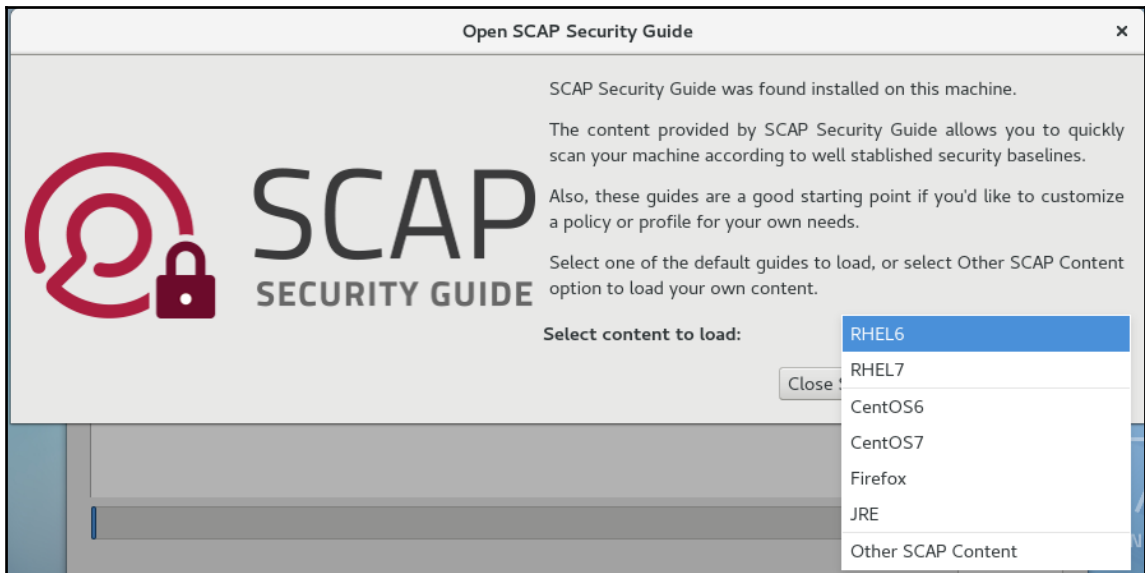 Open SCAP Security Guide
SCAP Security Guide was found installed on this machine.
The content provided by SCAP Security Guide allows you to quickly
scan your machine according to well stablished security baselines.
Also, these guides are a good starting point if you'd like to customize
a policy or profile for your own needs.
Select one of the default guides to load, or select Other SCAP Content
option to load your own content.
SCAP
SECURITY GUIDE
Select content to load:
RHEL6
RHEL7
Close
CentOS6
CentOS7
Firefox
JRE
Other SCAP Content